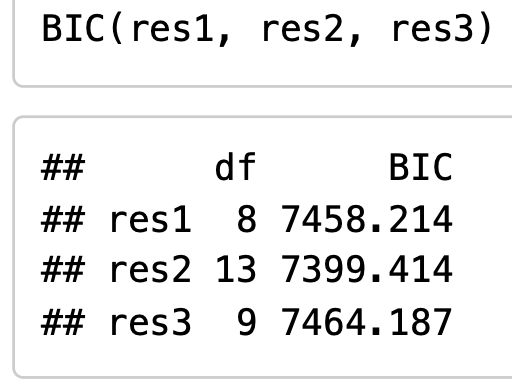 BIC(res1, res2, res3)
##      df      BIC
## res1  8 7458.214
## res2 13 7399.414
## res3  9 7464.187